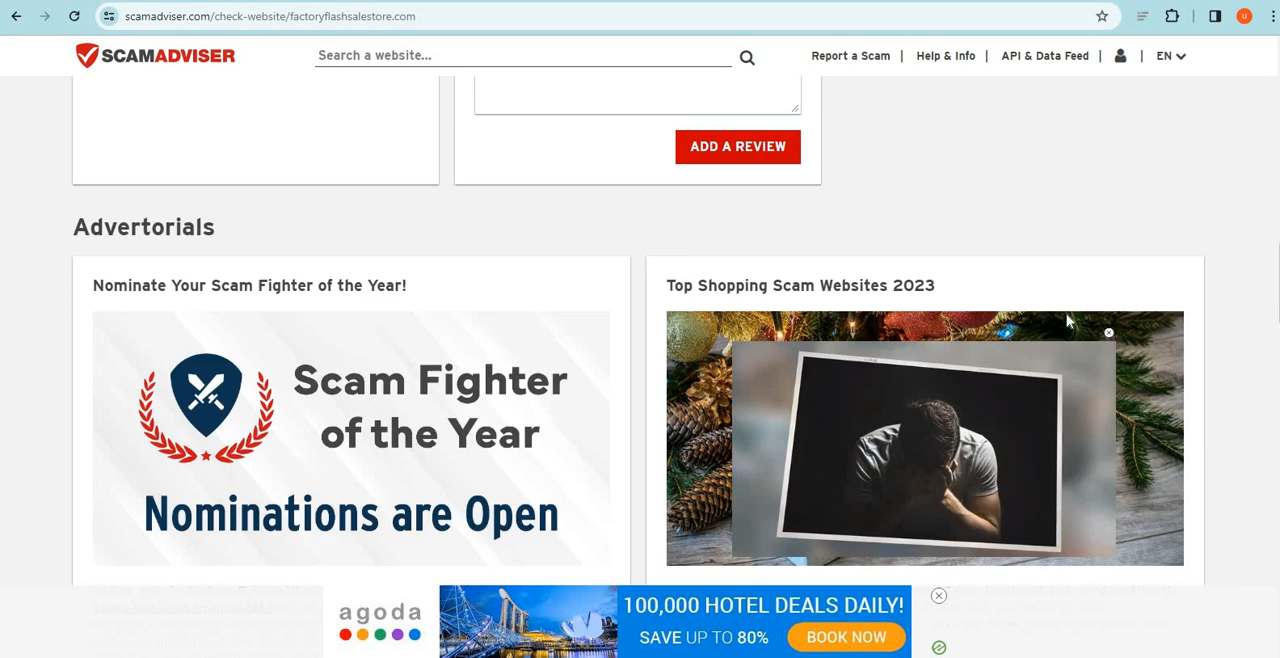 scamadviser.com/check-website/factoryflashsalestore.com
u
SCAMADVISER
Search a website...
Report a Scam | Help & Info | API & Data Feed | | EN
ADD A REVIEW
Advertorials
Nominate Your Scam Fighter of the Year!
Top Shopping Scam Websites 2023
Scam Fighter
of the Year
Nominations are Open
agoda
100,000 HOTEL DEALS DAILY!
SAVE UP TO 80%
BOOK NOW